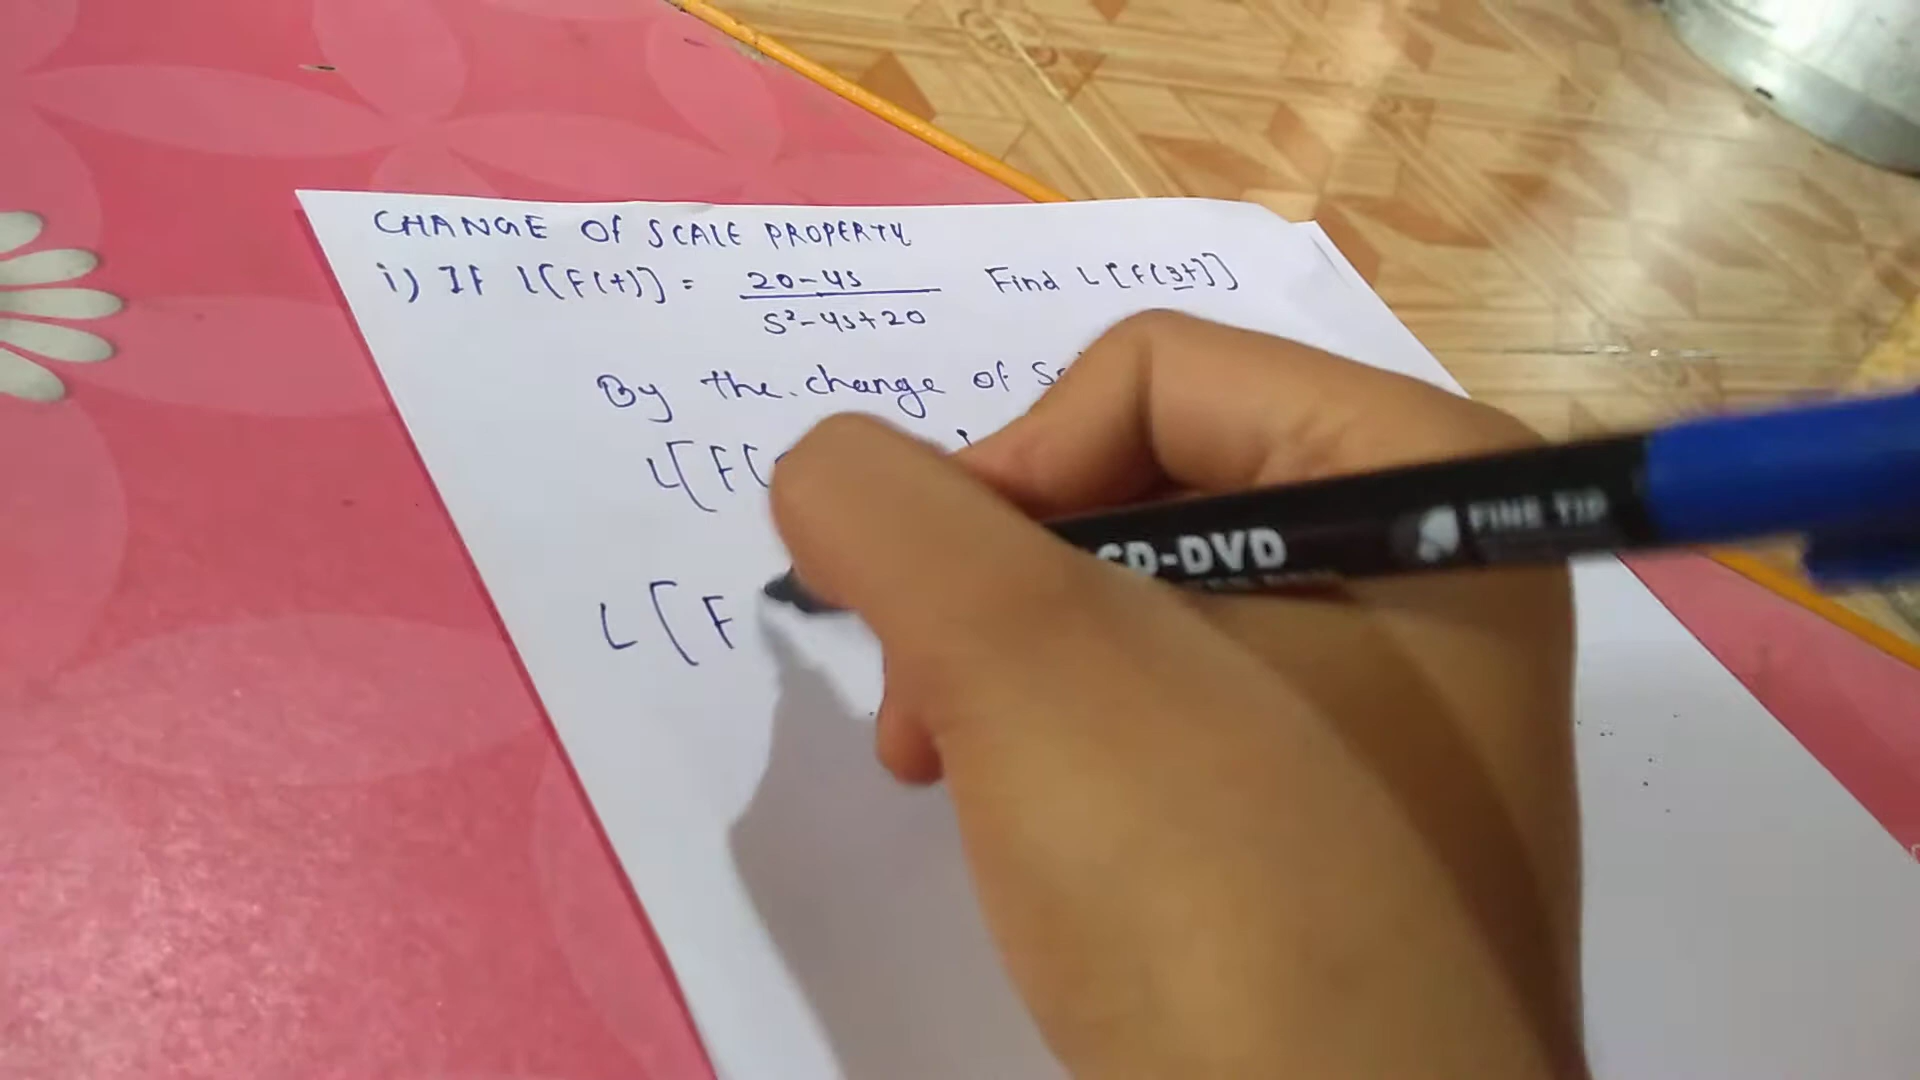 CHANGE Of SCALE PROPERTY
i) If L[F(t)] = 20-4s / s²-4s+20 Find L[F(3t)]
By the change of
L[F(
L[F
CD-DVD
FINE TIP